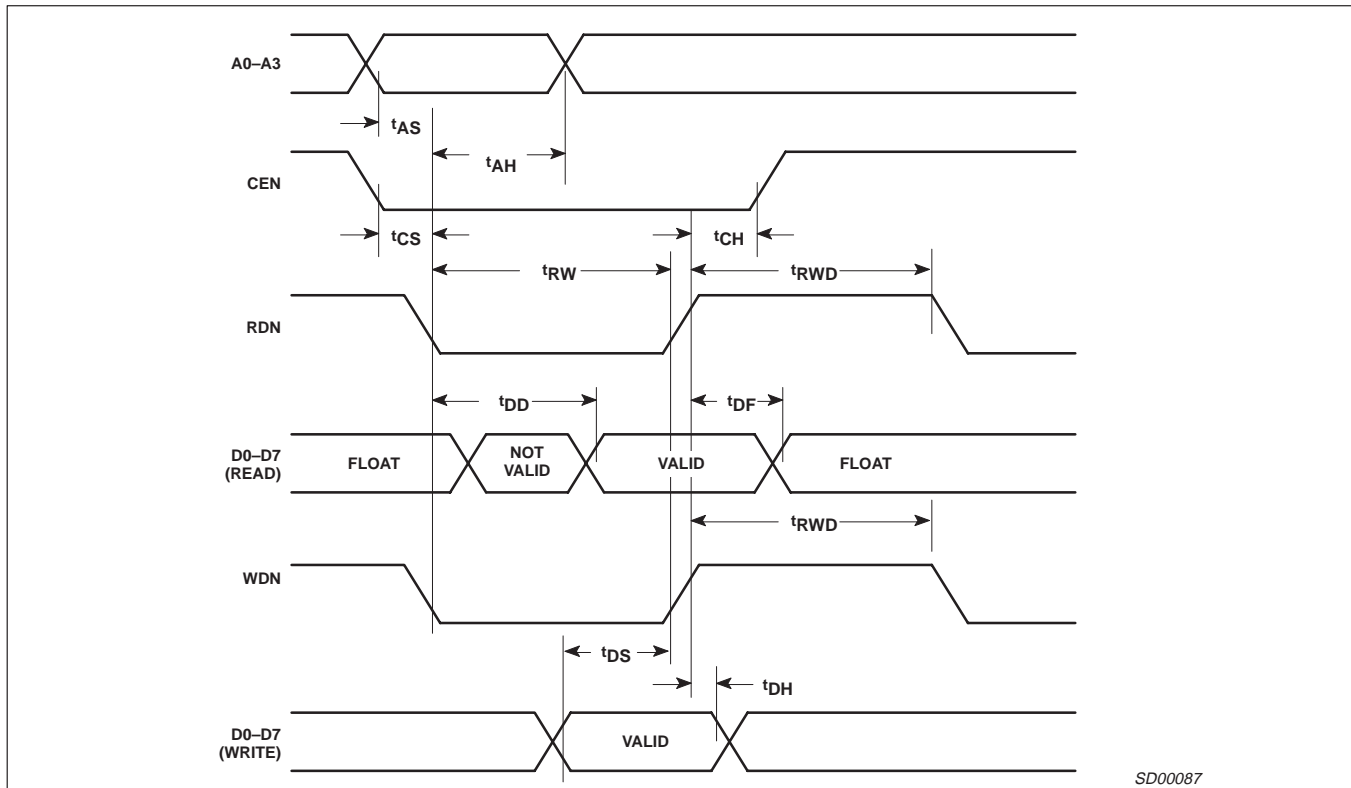 A0–A3
tAS
tAH
CEN
tCS
tCH
tRW
tRWD
RDN
tDD
tDF
D0–D7
(READ)
FLOAT
NOT
VALID
VALID
FLOAT
tRWD
WDN
tDS
tDH
D0–D7
(WRITE)
VALID
SD00087